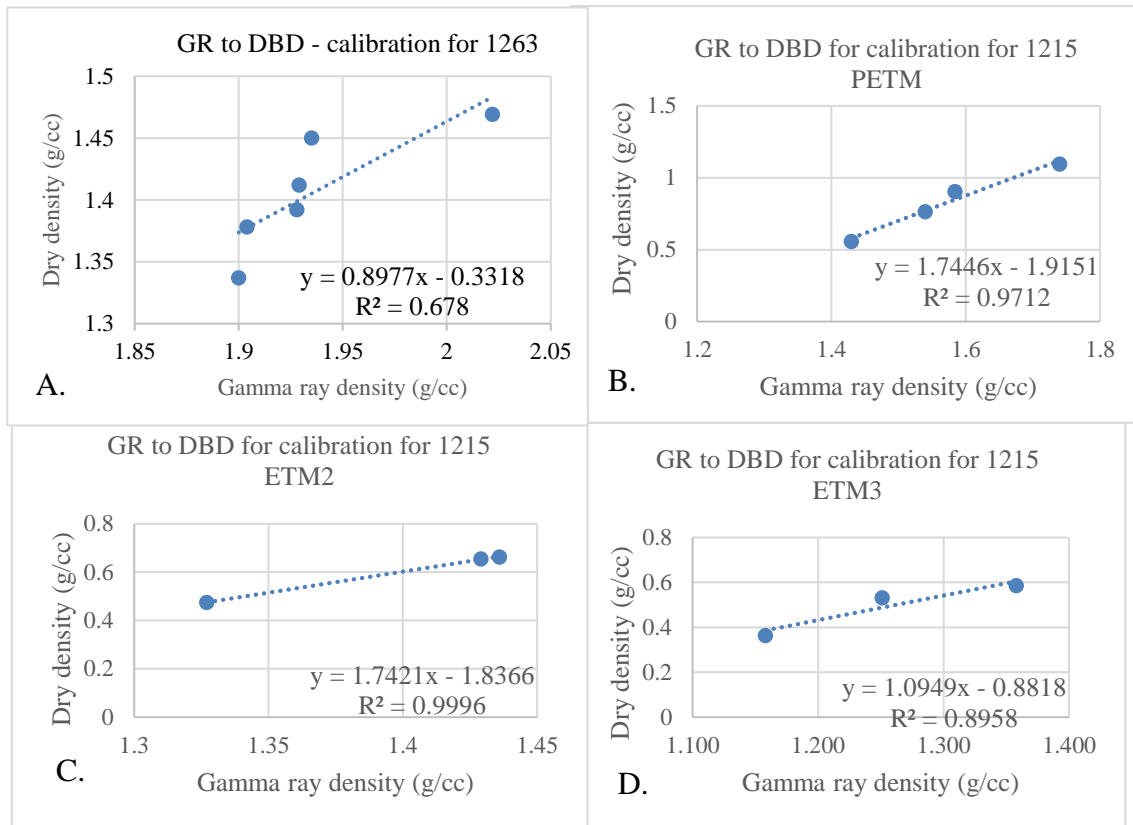 GR to DBD - calibration for 1263
1.5
1.45
1.4
1.35
1.3
Dry density (g/cc)
y = 0.8977x - 0.3318
R² = 0.678
1.85 1.9 1.95 2 2.05
Gamma ray density (g/cc)
A.
GR to DBD for calibration for 1215
PETM
1.5
1
0.5
0
Dry density (g/cc)
y = 1.7446x - 1.9151
R² = 0.9712
1.2 1.4 1.6 1.8
Gamma ray density (g/cc)
B.
GR to DBD for calibration for 1215
ETM2
0.8
0.6
0.4
0.2
0
Dry density (g/cc)
y = 1.7421x - 1.8366
R² = 0.9996
1.3 1.35 1.4 1.45
Gamma ray density (g/cc)
C.
GR to DBD for calibration for 1215
ETM3
0.8
0.6
0.4
0.2
0
Dry density (g/cc)
y = 1.0949x - 0.8818
R² = 0.8958
1.100 1.200 1.300 1.400
Gamma ray density (g/cc)
D.